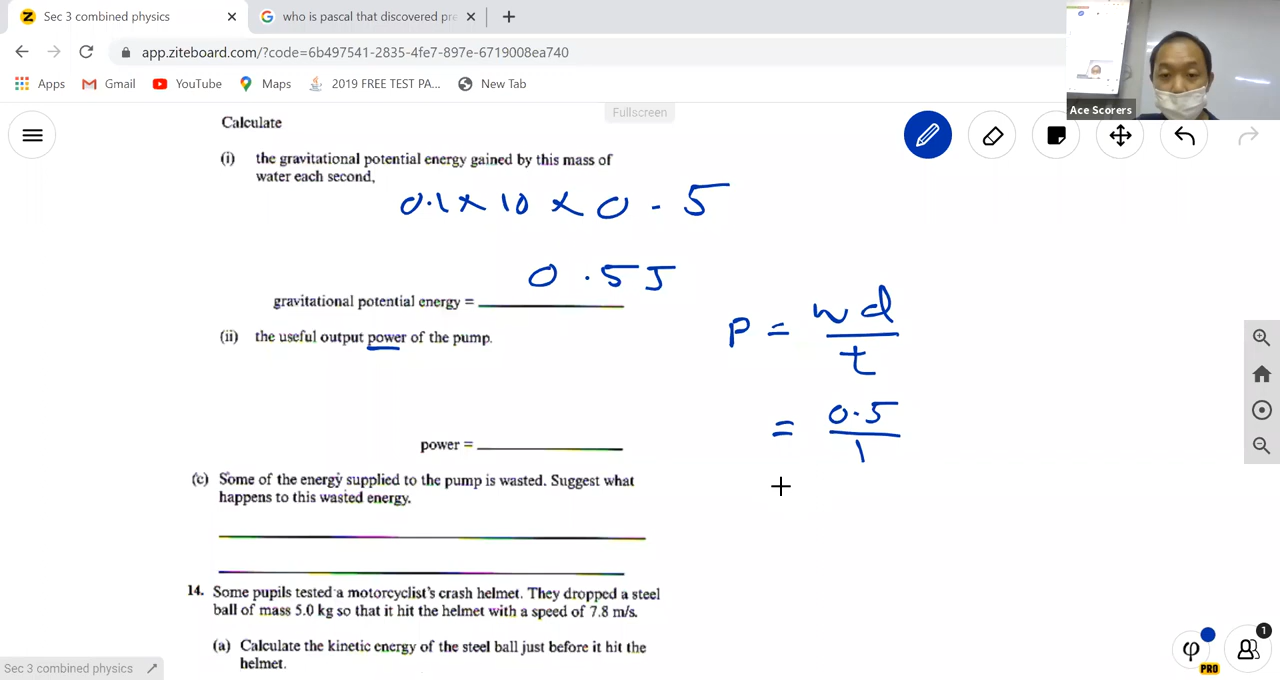 Sec 3 combined physics
who is pascal that discovered pre
app.ziteboard.com/?code=6b497541-2835-4fe7-897e-6719008ea740
Apps
Gmail
YouTube
Maps
2019 FREE TEST PA...
New Tab
Ace Scorers
Fullscreen
Calculate
(i) the gravitational potential energy gained by this mass of
water each second,
0.1 × 10 × 0.5
0.5J
gravitational potential energy =
(ii) the useful output power of the pump.
P = wd
t
= 0.5
1
power =
(c) Some of the energy supplied to the pump is wasted. Suggest what
happens to this wasted energy.
14. Some pupils tested a motorcyclist's crash helmet. They dropped a steel
ball of mass 5.0 kg so that it hit the helmet with a speed of 7.8 m/s.
(a) Calculate the kinetic energy of the steel ball just before it hit the
helmet.
Sec 3 combined physics
φ
PRO
1